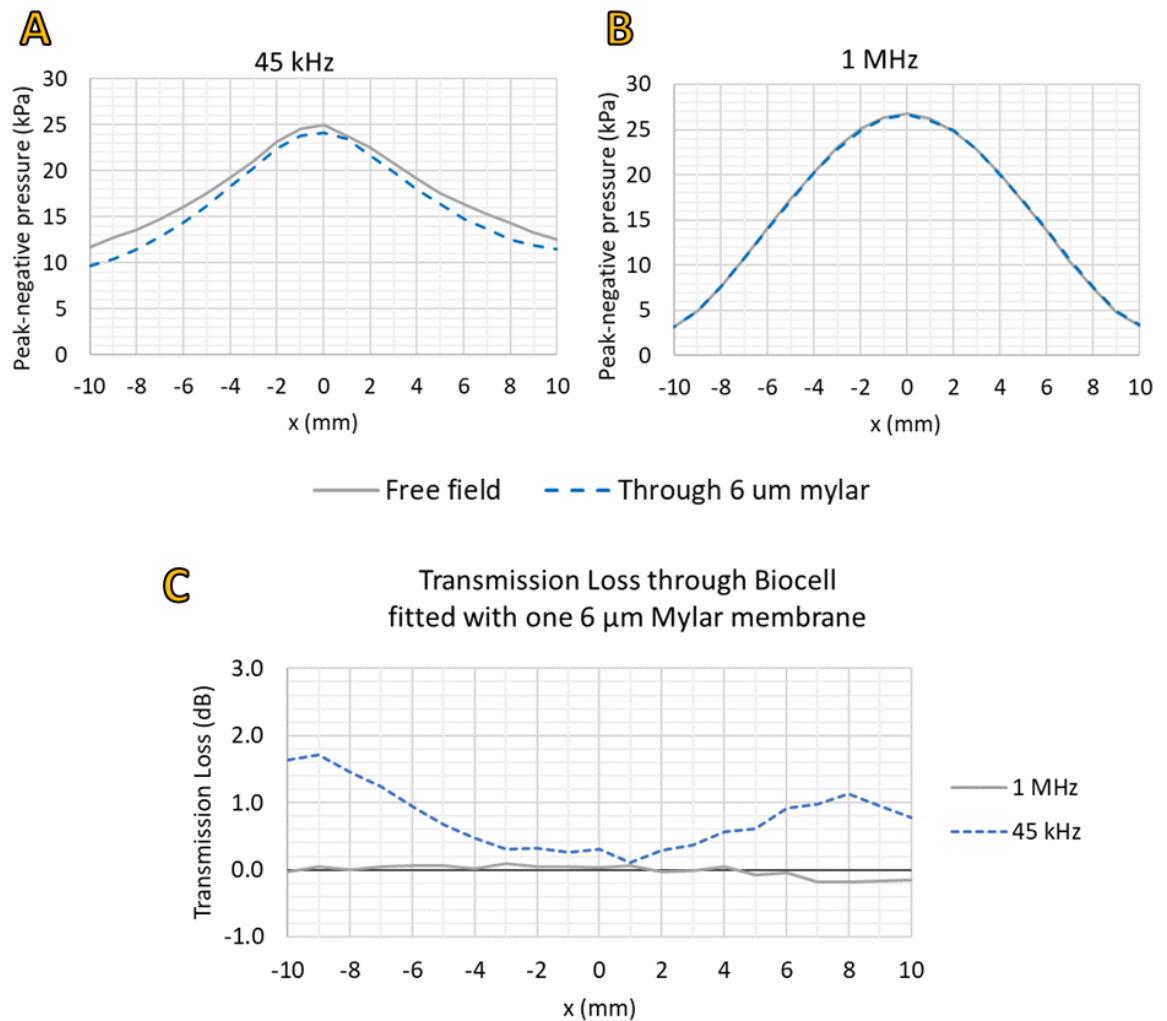 A
45 kHz
Peak-negative pressure (kPa)
30
25
20
15
10
5
0
-10 -8 -6 -4 -2 0 2 4 6 8 10
x (mm)
B
1 MHz
Peak-negative pressure (kPa)
30
25
20
15
10
5
0
-10 -8 -6 -4 -2 0 2 4 6 8 10
x (mm)
Free field Through 6 um mylar
C
Transmission Loss through Biocell
fitted with one 6 µm Mylar membrane
Transmission Loss (dB)
3.0
2.0
1.0
0.0
-1.0
-10 -8 -6 -4 -2 0 2 4 6 8 10
x (mm)
1 MHz
45 kHz